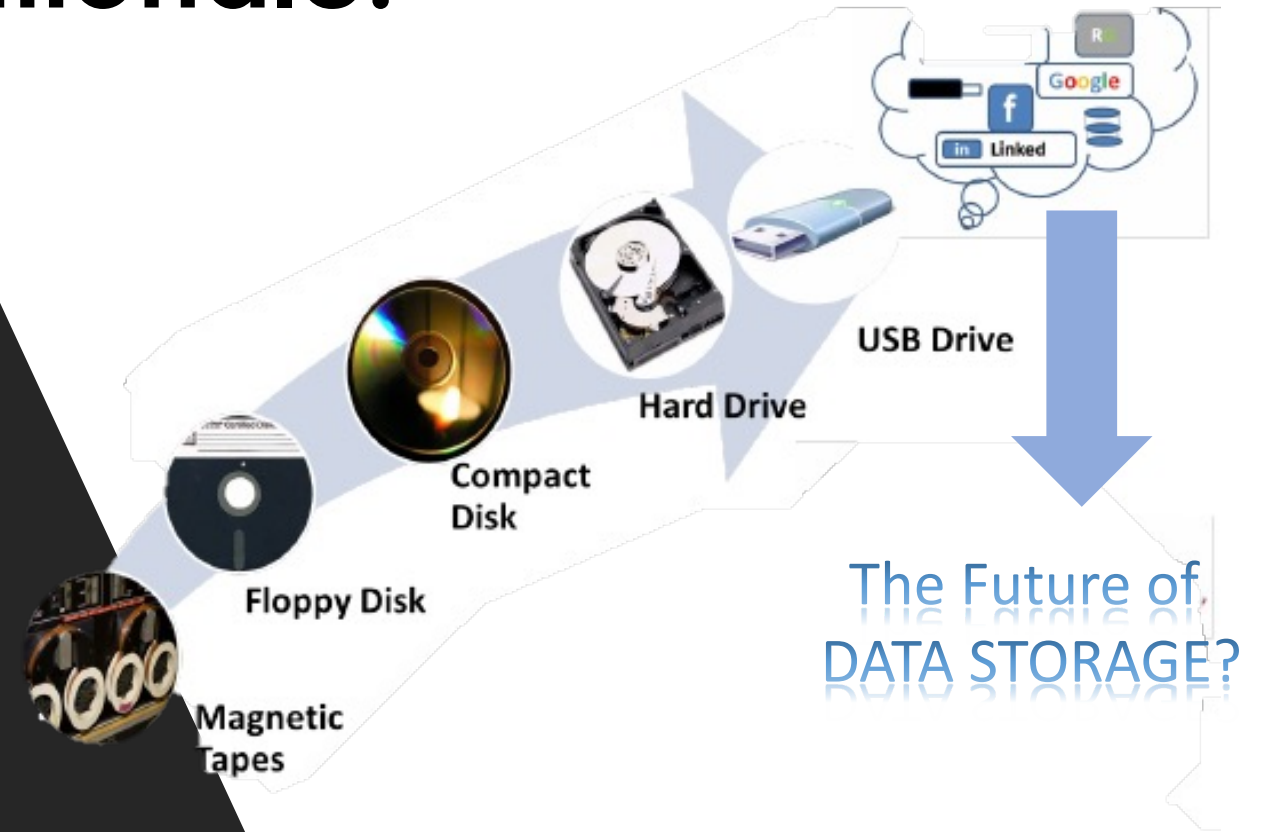 R
Google
f
in Linked
USB Drive
Hard Drive
Compact
Disk
Floppy Disk
Magnetic
Tapes
The Future of
DATA STORAGE?